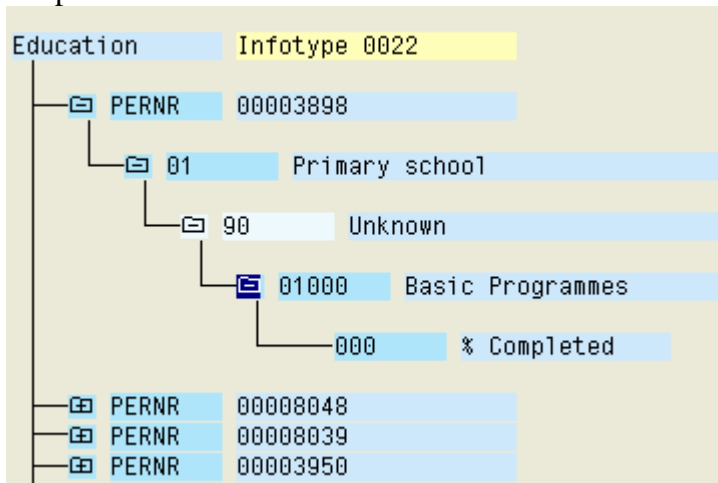 Education Infotype 0022
PERNR 00003898
01 Primary school
90 Unknown
01000 Basic Programmes
000 % Completed
PERNR 00008048
PERNR 00008039
PERNR 00003950